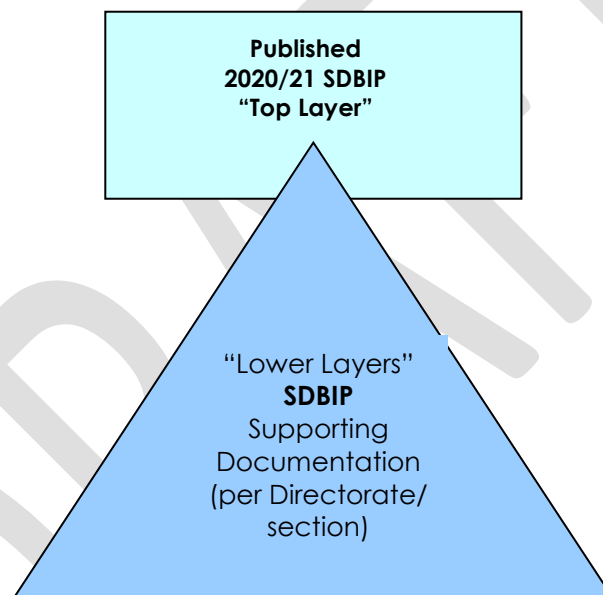 Published
2020/21 SDBIP
“Top Layer”
“Lower Layers”
SDBIP
Supporting
Documentation
(per Directorate/
section)